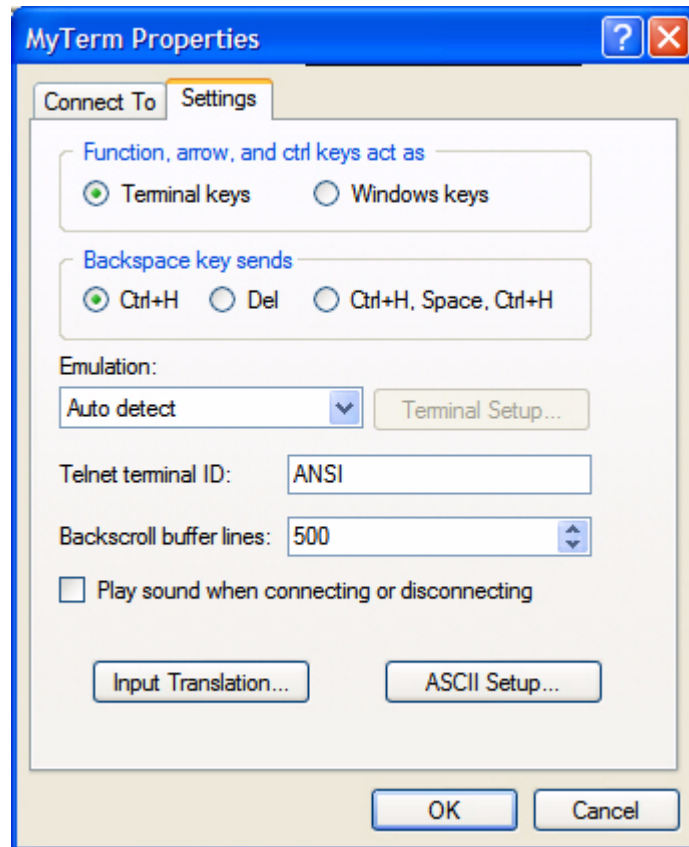 MyTerm Properties
?
Connect To Settings
Function, arrow, and ctrl keys act as
Terminal keys Windows keys
Backspace key sends
Ctrl+H Del Ctrl+H, Space, Ctrl+H
Emulation:
Auto detect Terminal Setup...
Telnet terminal ID: ANSI
Backscroll buffer lines: 500
Play sound when connecting or disconnecting
Input Translation... ASCII Setup...
OK Cancel